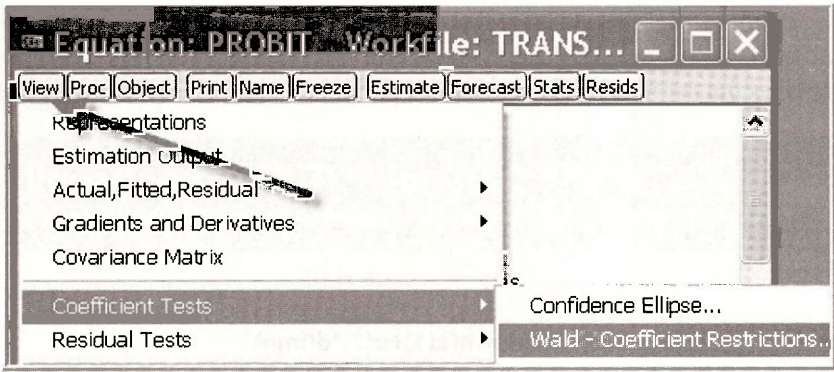 Equation: PROBIT Workfile: TRANS...
View Proc Object Print Name Freeze Estimate Forecast Stats Resids
Representations
Estimation Output
Actual,Fitted,Residual
Gradients and Derivatives
Covariance Matrix
Coefficient Tests
Confidence Ellipse...
Residual Tests
Wald - Coefficient Restrictions..